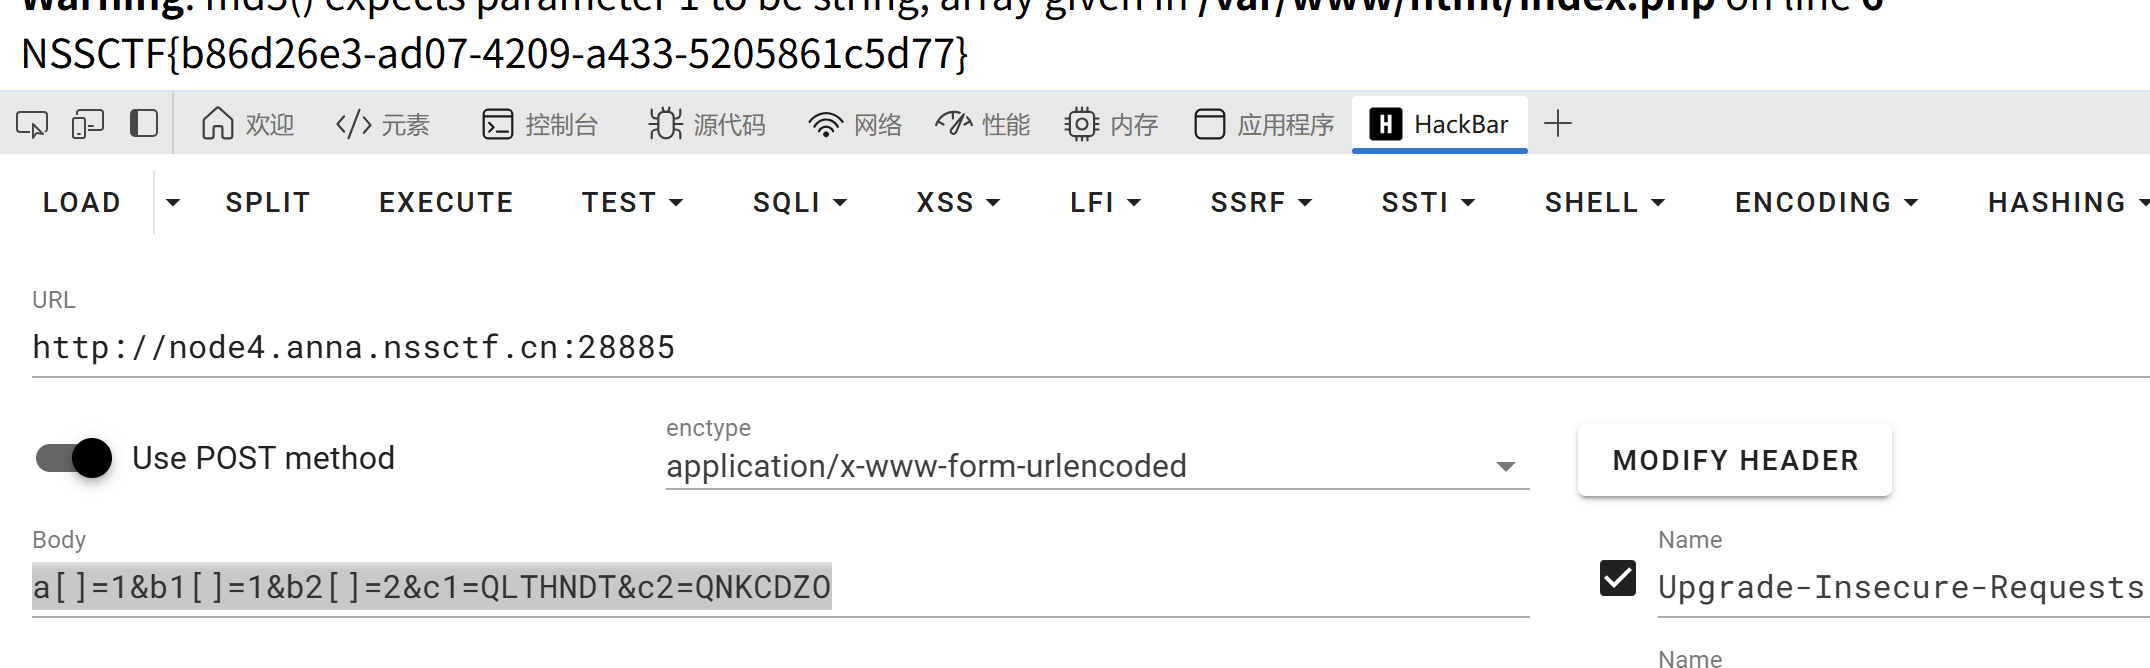 Warning: md5() expects parameter 1 to be string, array given in /var/www/html/index.php on line 6
NSSCTF{b86d26e3-ad07-4209-a433-5205861c5d77}
欢迎 元素 控制台 源代码 网络 性能 内存 应用程序 HackBar
LOAD SPLIT EXECUTE TEST SQLI XSS LFI SSRF SSTI SHELL ENCODING HASHING
URL
http://node4.anna.nssctf.cn:28885
Use POST method
enctype
application/x-www-form-urlencoded
MODIFY HEADER
Body
a[]=1&b1[]=1&b2[]=2&c1=QLTHNDT&c2=QNKCDZO
Name
Upgrade-Insecure-Requests
Name